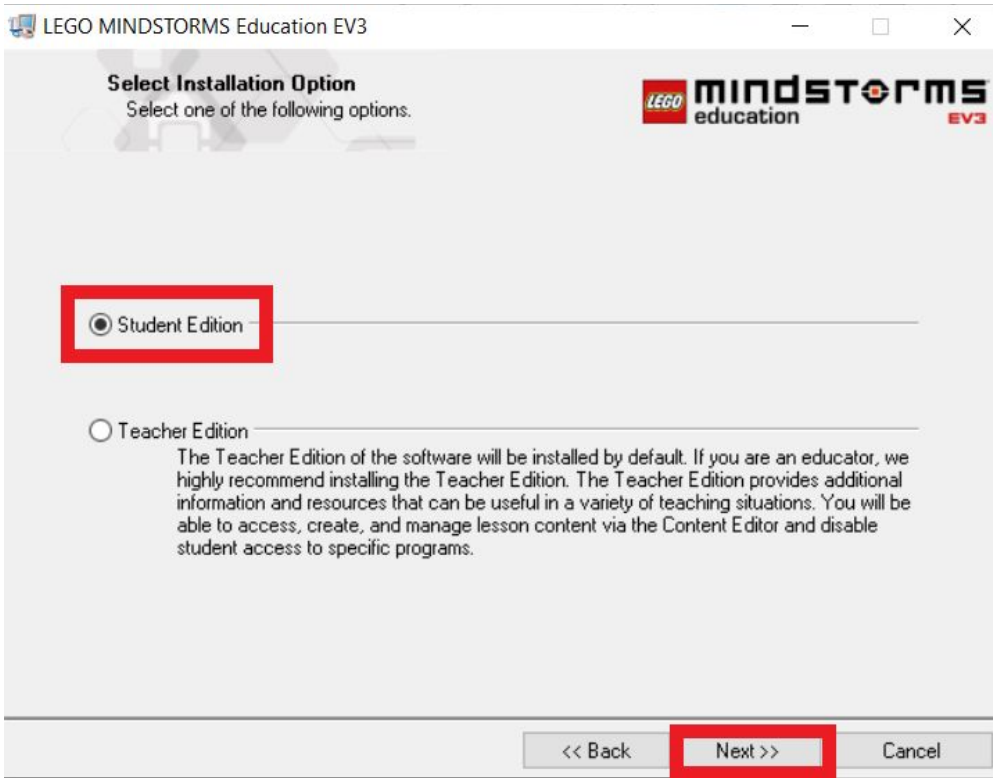 LEGO MINDSTORMS Education EV3
Select Installation Option
Select one of the following options.
LEGO mindstorms
education EV3
Student Edition
Teacher Edition
The Teacher Edition of the software will be installed by default. If you are an educator, we
highly recommend installing the Teacher Edition. The Teacher Edition provides additional
information and resources that can be useful in a variety of teaching situations. You will be
able to access, create, and manage lesson content via the Content Editor and disable
student access to specific programs.
<< Back Next >> Cancel